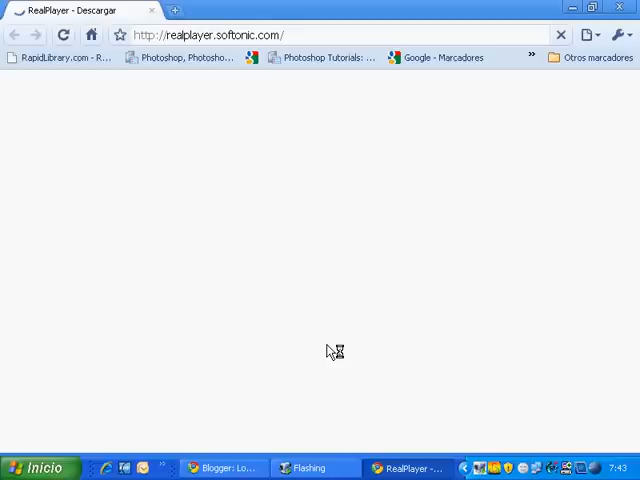 RealPlayer - Descargar
http://realplayer.softonic.com/
RapidLibrary.com - R...
Photoshop, Photosho...
Photoshop Tutorials: ...
Google - Marcadores
»
Otros marcadores
Inicio
»
Blogger: Lo...
Flashing
RealPlayer -...
7:43